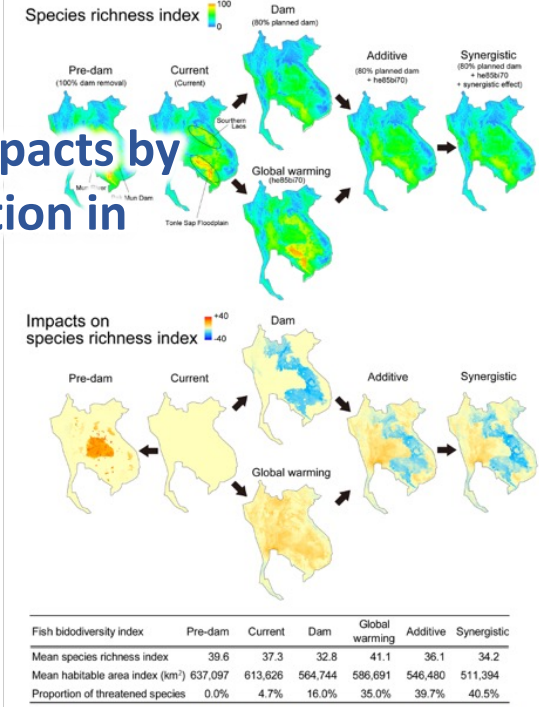 Species richness index
100
0
Dam
(80% planned dam)
Pre-dam
(100% dam removal)
Current
(Current)
Additive
(80% planned dam
+ he85bi70)
Synergistic
(80% planned dam
+ he85bi70
+ synergistic effect)
Sourthern
Laos
pacts by
Global warming
(he85bi70)
Mun River
Mun Dam
tion in
Tonle Sap Floodplain
Impacts on
species richness index
+40
-40
Dam
Pre-dam
Current
Additive
Synergistic
Global warming
Fish bidodiversity index Pre-dam Current Dam Global warming Additive Synergistic
Mean species richness index 39.6 37.3 32.8 41.1 36.1 34.2
Mean habitable area index (km²) 637,097 613,626 564,744 586,691 546,480 511,394
Proportion of threatened species 0.0% 4.7% 16.0% 35.0% 39.7% 40.5%